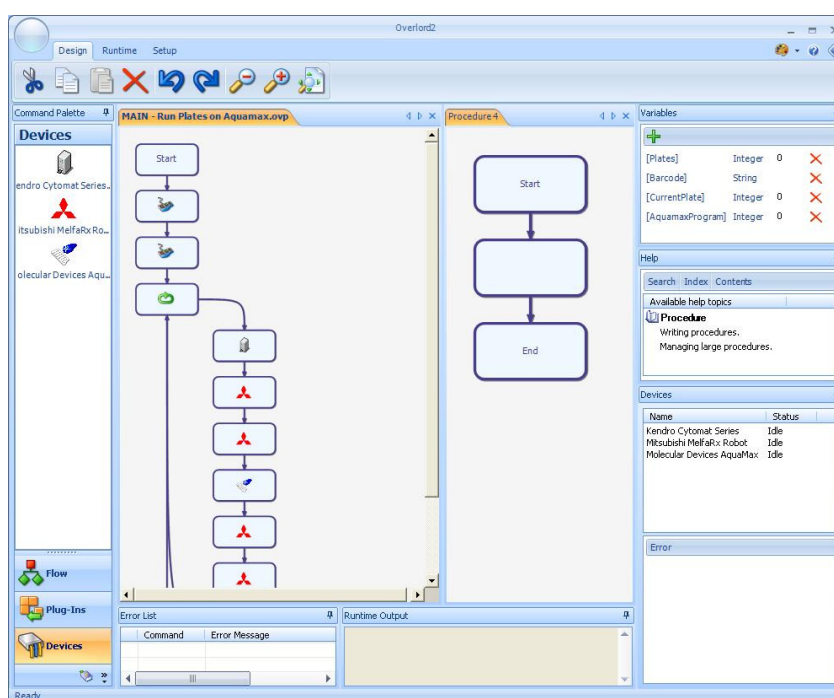 Overlord2
Design Runtime Setup
Command Palette
Devices
endro Cytomat Series..
itsubishi MelfaRx Ro...
olecular Devices Aqu...
Flow
Plug-Ins
Devices
MAIN - Run Plates on Aquamax.ovp
Start
Procedure4
Start
End
Error List
Command Error Message
Runtime Output
Variables
[Plates] Integer 0
[Barcode] String
[CurrentPlate] Integer 0
[AquamaxProgram] Integer 0
Help
Search Index Contents
Available help topics
Procedure
Writing procedures.
Managing large procedures.
Devices
Name Status
Kendro Cytomat Series Idle
Mitsubishi MelfaRx Robot Idle
Molecular Devices AquaMax Idle
Error
Ready